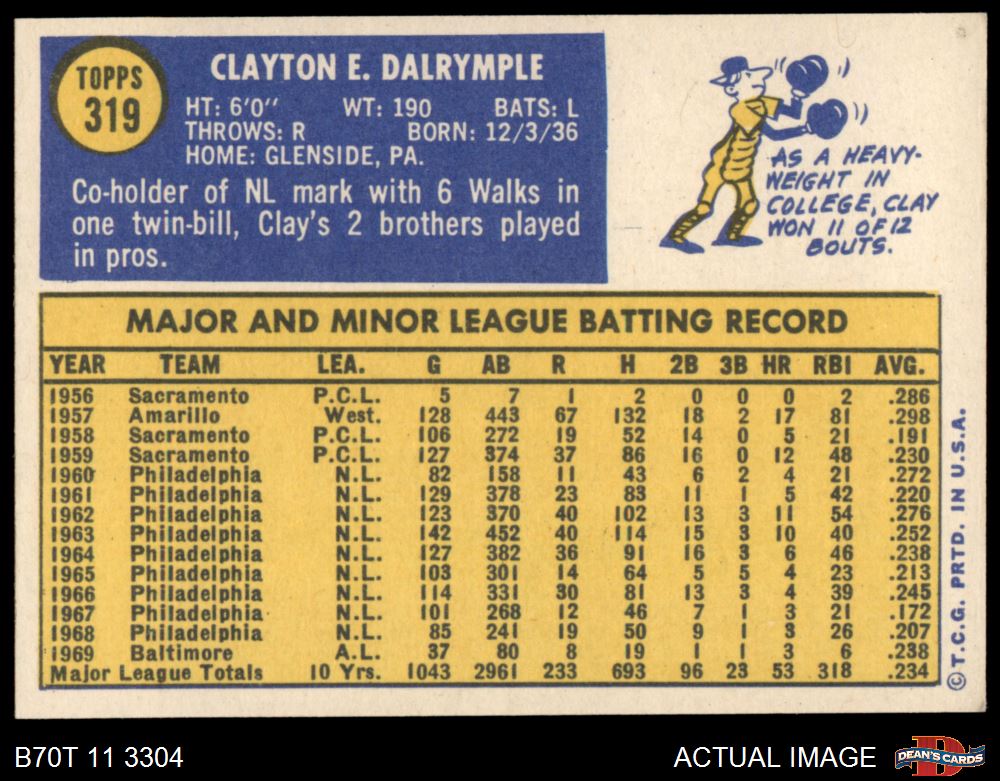 TOPPS
319
CLAYTON E. DALRYMPLE
HT: 6'0" WT: 190 BATS: L
THROWS: R BORN: 12/3/36
HOME: GLENSIDE, PA.
Co-holder of NL mark with 6 Walks in
one twin-bill, Clay's 2 brothers played
in pros.
AS A HEAVY-
WEIGHT IN
COLLEGE, CLAY
WON 11 OF 12
BOUTS.
MAJOR AND MINOR LEAGUE BATTING RECORD
YEAR TEAM LEA. G AB R H 2B 3B HR RBI AVG.
1956 Sacramento P.C.L. 5 7 1 2 0 0 0 2 .286
1957 Amarillo West. 128 443 67 132 18 2 17 81 .298
1958 Sacramento P.C.L. 106 272 19 52 14 0 5 21 .191
1959 Sacramento P.C.L. 127 374 37 86 16 0 12 48 .230
1960 Philadelphia N.L. 82 158 11 43 6 2 4 21 .272
1961 Philadelphia N.L. 129 378 23 83 11 1 5 42 .220
1962 Philadelphia N.L. 123 370 40 102 13 3 11 54 .276
1963 Philadelphia N.L. 142 452 40 114 15 3 10 40 .252
1964 Philadelphia N.L. 127 382 36 91 16 3 6 46 .238
1965 Philadelphia N.L. 103 301 14 64 5 5 4 23 .213
1966 Philadelphia N.L. 114 331 30 81 13 3 4 39 .245
1967 Philadelphia N.L. 101 268 12 46 7 1 3 21 .172
1968 Philadelphia N.L. 85 241 19 50 9 1 3 26 .207
1969 Baltimore A.L. 37 80 8 19 1 1 3 6 .238
Major League Totals 10 Yrs. 1043 2961 233 693 96 23 53 318 .234
©T.C.G. PRTD. IN U.S.A.
B70T 11 3304
ACTUAL IMAGE
D
DEAN'S CARDS